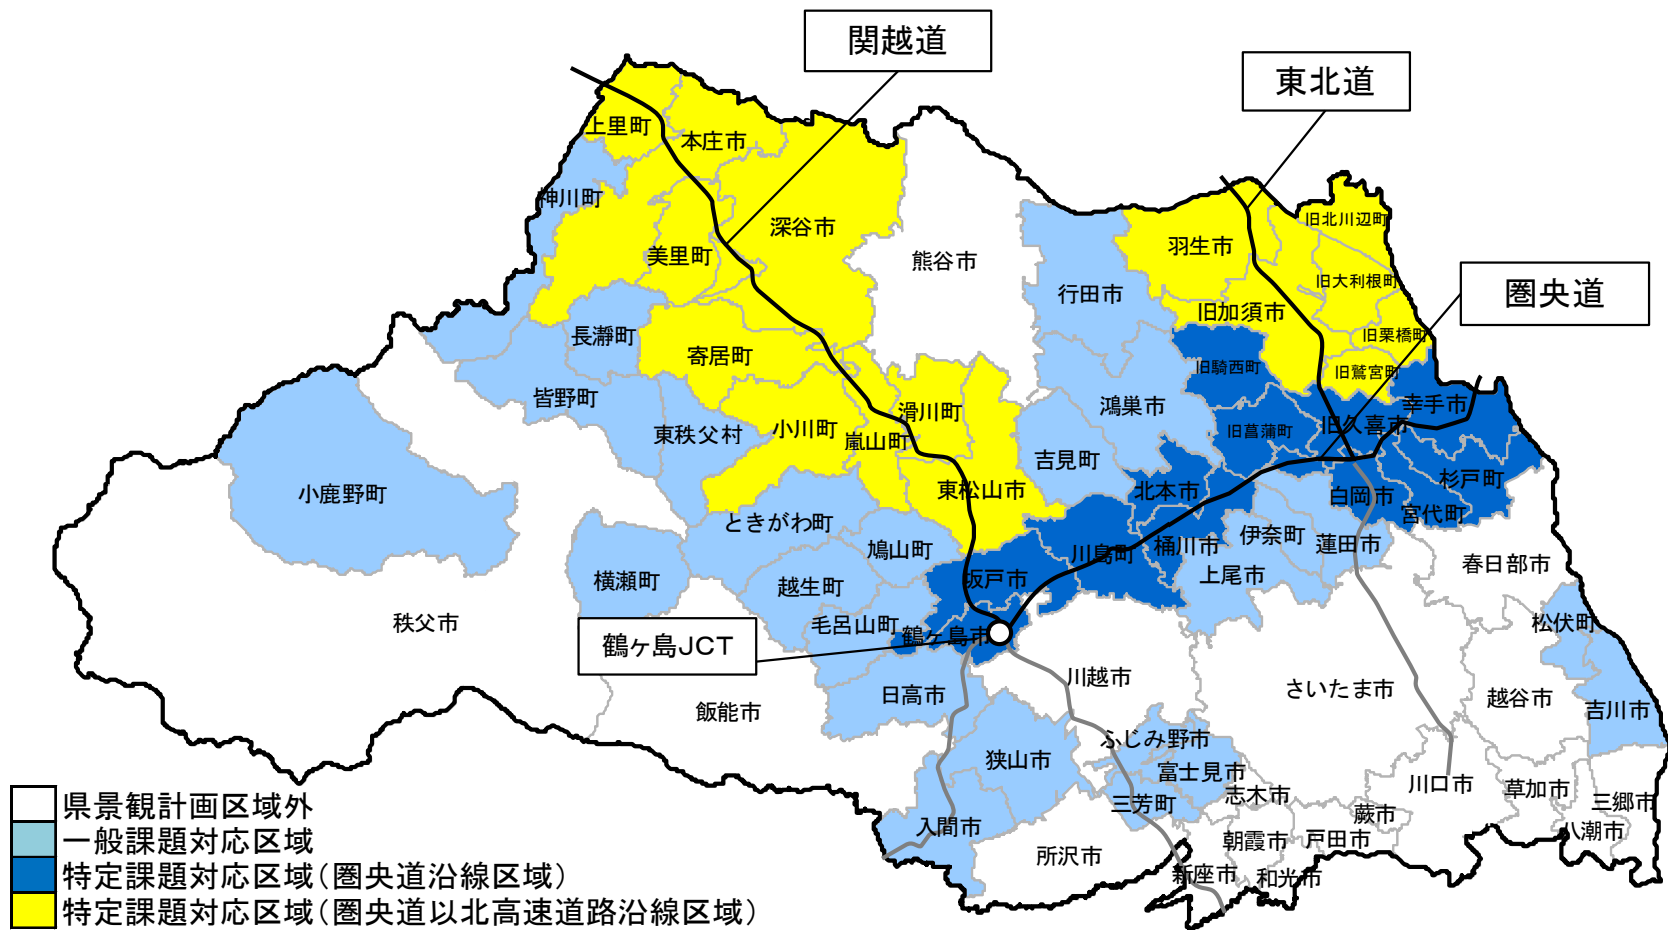 関越道
東北道
上里町
本庄市
神川町
深谷市
旧北川辺町
美里町
羽生市
熊谷市
旧大利根町
圏央道
行田市
旧加須市
長瀞町
旧栗橋町
寄居町
旧騎西町
旧鷲宮町
皆野町
鴻巣市
滑川町
幸手市
東秩父村
小川町
嵐山町
旧菖蒲町
旧久喜市
吉見町
小鹿野町
東松山市
北本市
白岡市
杉戸町
宮代町
ときがわ町
鳩山町
川島町
桶川市
伊奈町
蓮田市
春日部市
横瀬町
越生町
坂戸市
上尾市
秩父市
毛呂山町
鶴ヶ島市
松伏町
鶴ヶ島JCT
川越市
さいたま市
越谷市
飯能市
日高市
吉川市
ふじみ野市
狭山市
富士見市
川口市
三芳町
志木市
草加市
三郷市
入間市
蕨市
朝霞市
戸田市
八潮市
所沢市
新座市
和光市
県景観計画区域外
一般課題対応区域
特定課題対応区域（圏央道沿線区域）
特定課題対応区域（圏央道以北高速道路沿線区域）